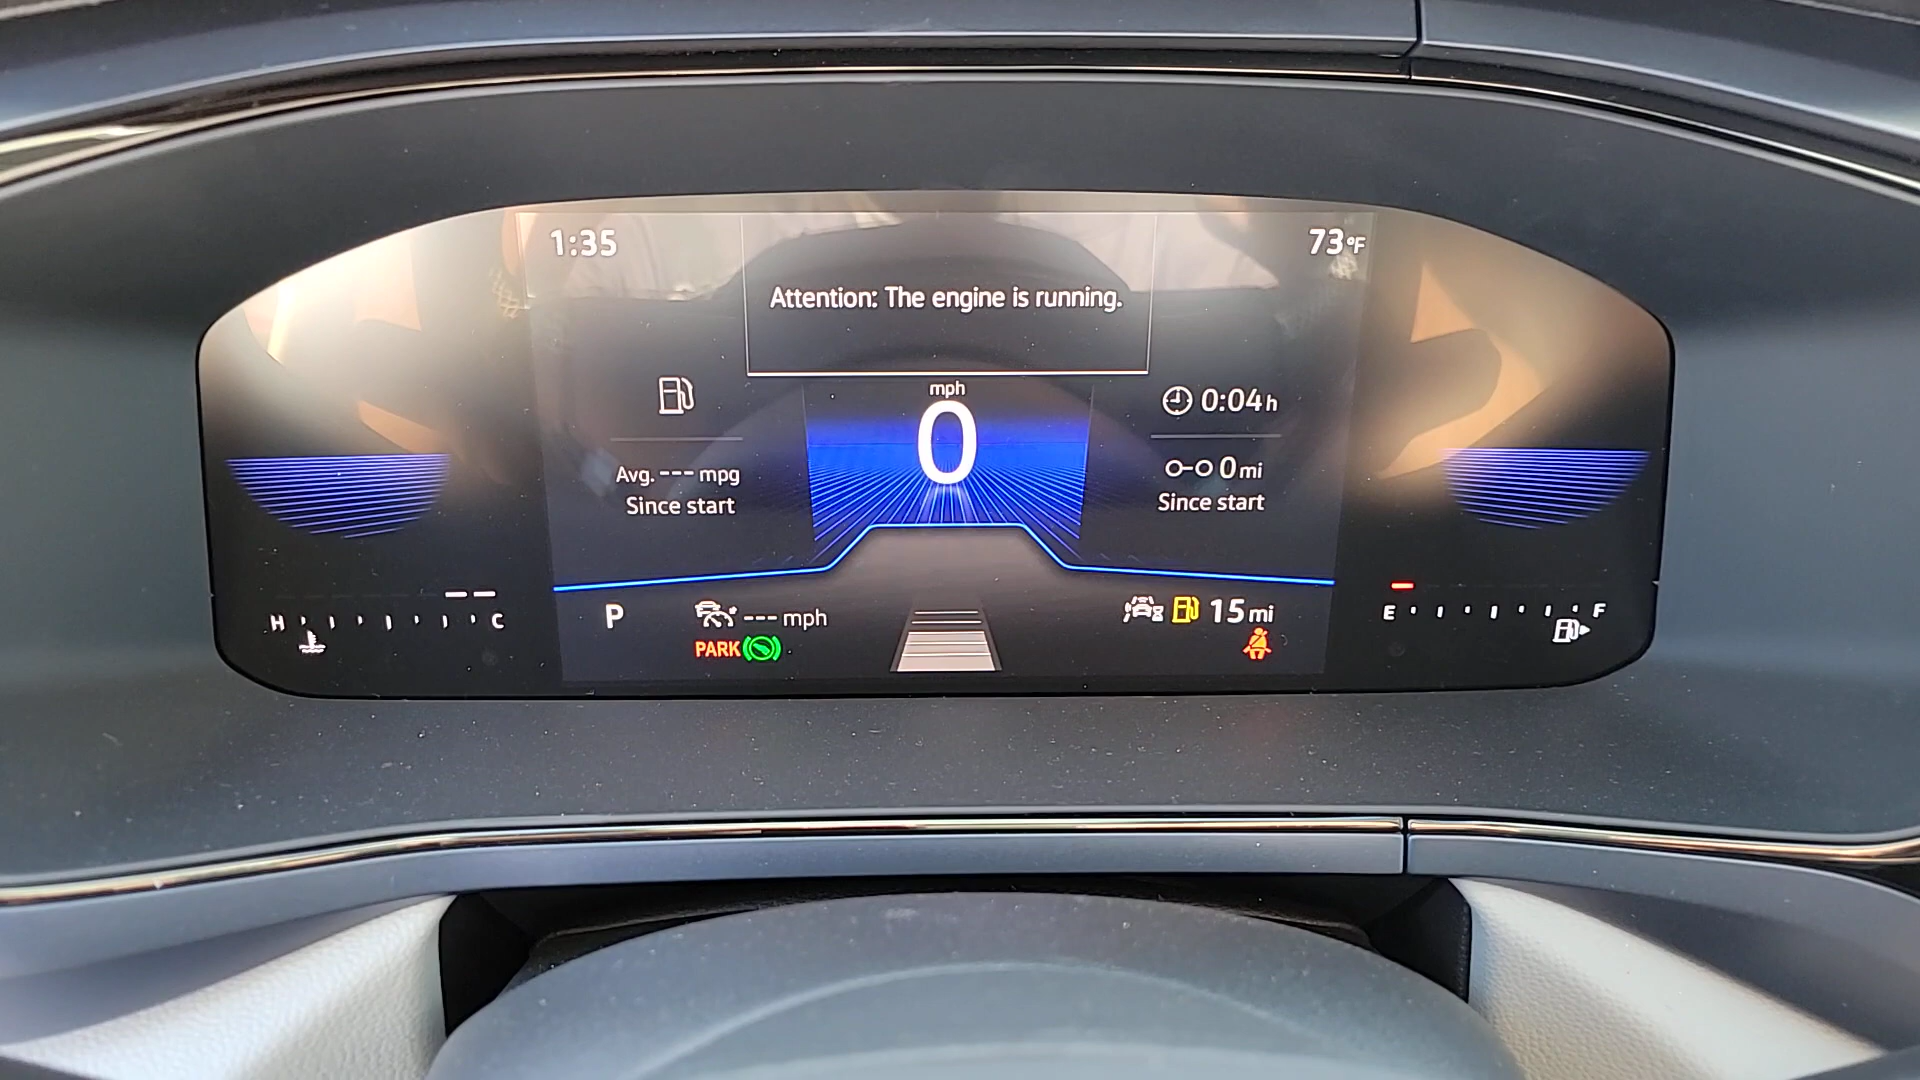 1:35
73°F
Attention: The engine is running.
mph
0
0:04 h
Avg. --- mpg
Since start
0 mi
Since start
H
C
P
--- mph
15 mi
E
F
PARK